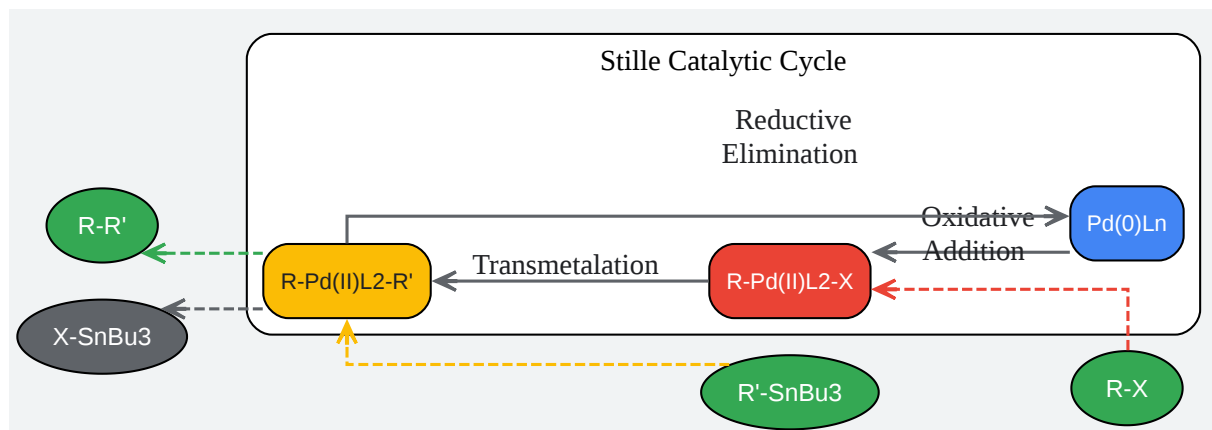 Stille Catalytic Cycle
Reductive
Elimination
Oxidative
Addition
Pd(0)Ln
R-R'
Transmetalation
R-Pd(II)L2-R'
R-Pd(II)L2-X
X-SnBu3
R'-SnBu3
R-X